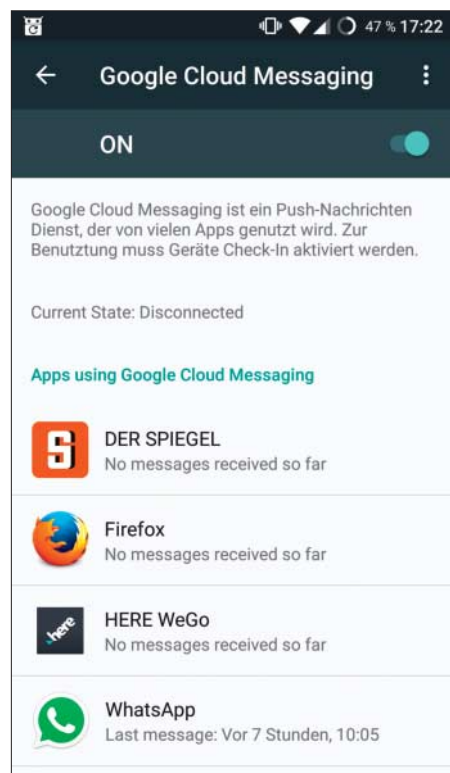 47 % 17:22
Google Cloud Messaging
ON
Google Cloud Messaging ist ein Push-Nachrichten
Dienst, der von vielen Apps genutzt wird. Zur
Benutztung muss Geräte Check-In aktiviert werden.
Current State: Disconnected
Apps using Google Cloud Messaging
DER SPIEGEL
No messages received so far
Firefox
No messages received so far
.here
HERE WeGo
No messages received so far
WhatsApp
Last message: Vor 7 Stunden, 10:05